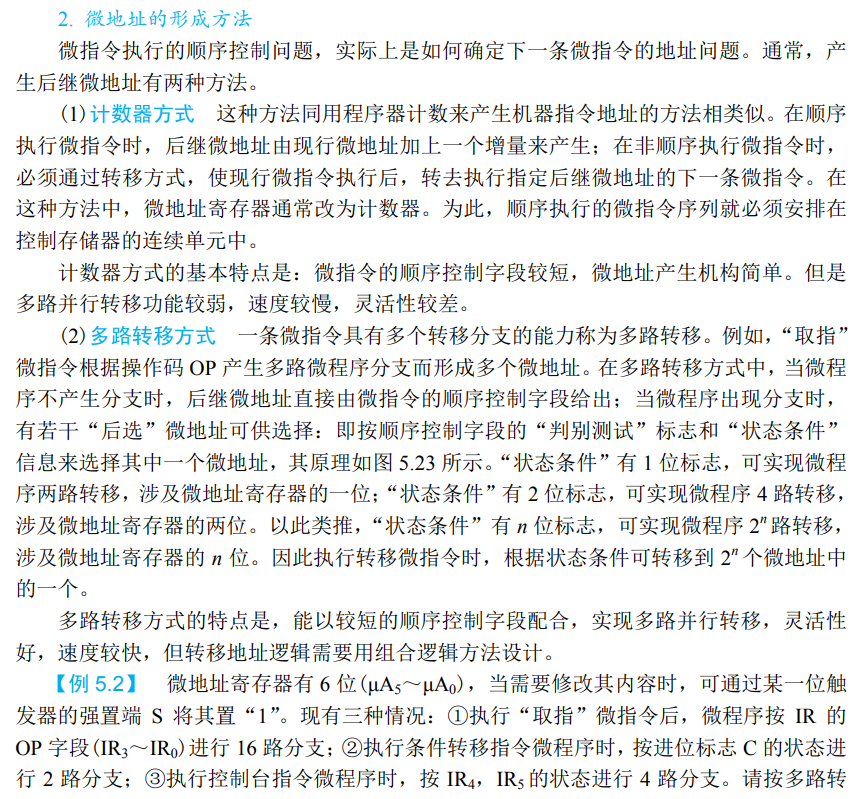 2. 微地址的形成方法
微指令执行的顺序控制问题，实际上是如何确定下一条微指令的地址问题。通常，产
生后继微地址有两种方法。
(1) 计数器方式 这种方法同用程序器计数来产生机器指令地址的方法相类似。在顺序
执行微指令时，后继微地址由现行微地址加上一个增量来产生；在非顺序执行微指令时，
必须通过转移方式，使现行微指令执行后，转去执行指定后继微地址的下一条微指令。在
这种方法中，微地址寄存器通常改为计数器。为此，顺序执行的微指令序列就必须安排在
控制存储器的连续单元中。
计数器方式的基本特点是：微指令的顺序控制字段较短，微地址产生机构简单。但是
多路并行转移功能较弱，速度较慢，灵活性较差。
(2) 多路转移方式 一条微指令具有多个转移分支的能力称为多路转移。例如，“取指”
微指令根据操作码 OP 产生多路微程序分支而形成多个微地址。在多路转移方式中，当微程
序不产生分支时，后继微地址直接由微指令的顺序控制字段给出；当微程序出现分支时，
有若干“后选”微地址可供选择：即按顺序控制字段的“判别测试”标志和“状态条件”
信息来选择其中一个微地址，其原理如图 5.23 所示。“状态条件”有 1 位标志，可实现微程
序两路转移，涉及微地址寄存器的一位；“状态条件”有 2 位标志，可实现微程序 4 路转移，
涉及微地址寄存器的两位。以此类推，“状态条件”有 n 位标志，可实现微程序 2ⁿ 路转移，
涉及微地址寄存器的 n 位。因此执行转移微指令时，根据状态条件可转移到 2ⁿ 个微地址中
的一个。
多路转移方式的特点是，能以较短的顺序控制字段配合，实现多路并行转移，灵活性
好，速度较快，但转移地址逻辑需要用组合逻辑方法设计。
【例 5.2】 微地址寄存器有 6 位(μA₅～μA₀)，当需要修改其内容时，可通过某一位触
发器的强置端 S 将其置“1”。现有三种情况：①执行“取指”微指令后，微程序按 IR 的
OP 字段(IR₃～IR₀)进行 16 路分支；②执行条件转移指令微程序时，按进位标志 C 的状态进
行 2 路分支；③执行控制台指令微程序时，按 IR₄，IR₅ 的状态进行 4 路分支。请按多路转